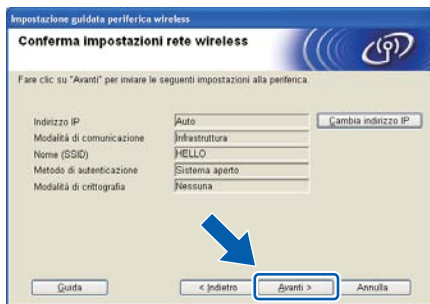 Impostazione guidata periferica wireless
Conferma impostazioni rete wireless
Fare clic su "Avanti" per inviare le seguenti impostazioni alla periferica.
Indirizzo IP Auto Cambia indirizzo IP
Modalità di comunicazione Infrastruttura
Nome (SSID) HELLO
Metodo di autenticazione Sistema aperto
Modalità di crittografia Nessuna
Guida < Indietro Avanti > Annulla